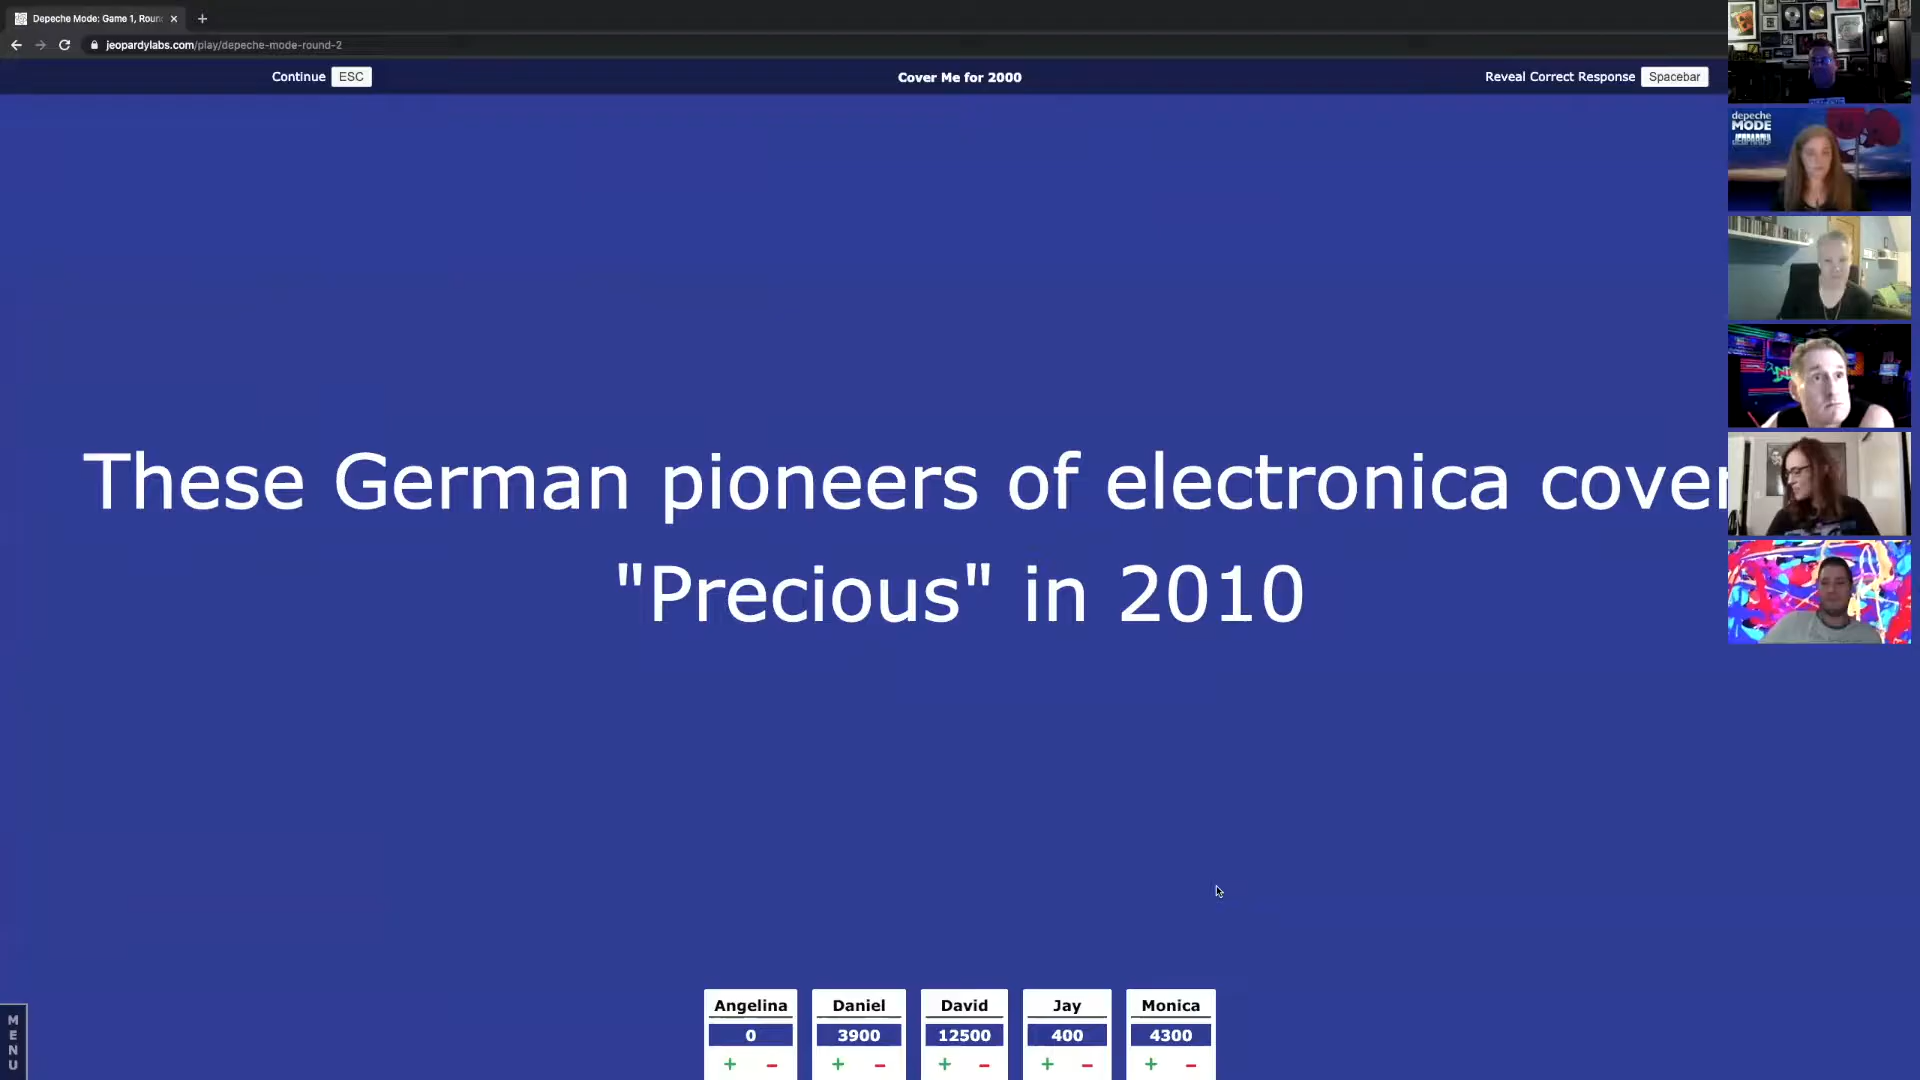 Depeche Mode: Game 1, Roun
jeopardylabs.com/play/depeche-mode-round-2
Continue ESC
Cover Me for 2000
Reveal Correct Response Spacebar
depeche
MODE
JEOPARDY!
These German pioneers of electronica cover
"Precious" in 2010
MENU
Angelina Daniel David Jay Monica
0 3900 12500 400 4300
+ - + - + - + - + -